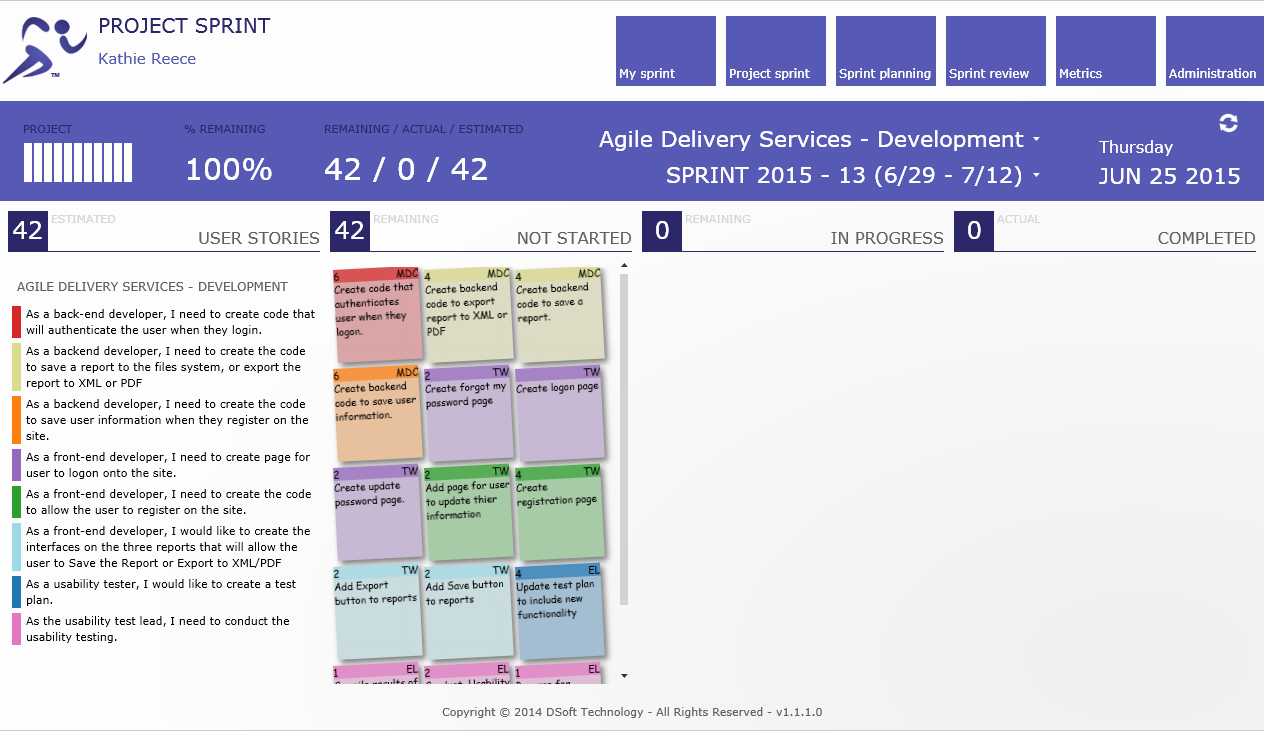 PROJECT SPRINT
Kathie Reece
TM
My sprint
Project sprint
Sprint planning
Sprint review
Metrics
Administration
PROJECT
% REMAINING
100%
REMAINING / ACTUAL / ESTIMATED
42 / 0 / 42
Agile Delivery Services - Development
SPRINT 2015 - 13 (6/29 - 7/12)
Thursday
JUN 25 2015
42
ESTIMATED
USER STORIES
42
REMAINING
NOT STARTED
0
REMAINING
IN PROGRESS
0
ACTUAL
COMPLETED
AGILE DELIVERY SERVICES - DEVELOPMENT
As a back-end developer, I need to create code that
will authenticate the user when they login.
As a backend developer, I need to create the code
to save a report to the files system, or export the
report to XML or PDF
As a backend developer, I need to create the code
to save user information when they register on the
site.
As a front-end developer, I need to create page for
user to logon onto the site.
As a front-end developer, I need to create the code
to allow the user to register on the site.
As a front-end developer, I would like to create the
interfaces on the three reports that will allow the
user to Save the Report or Export to XML/PDF
As a usability tester, I would like to create a test
plan.
As the usability test lead, I need to conduct the
usability testing.
6 MDC
Create code that
authenticates
user when they
logon.
4 MDC
Create backend
code to export
report to XML or
PDF
4 MDC
Create backend
code to save a
report.
6 MDC
Create backend
code to save user
information.
2 TW
Create forgot my
password page
2 TW
Create logon page
2 TW
Create update
password page.
2 TW
Add page for user
to update thier
information
4 TW
Create
registration page
2 TW
Add Export
button to reports
2 TW
Add Save button
to reports
4 EL
Update test plan
to include new
functionality
1 EL
results of
2 EL
Usability
1 EL
Copyright © 2014 DSoft Technology - All Rights Reserved - v1.1.1.0